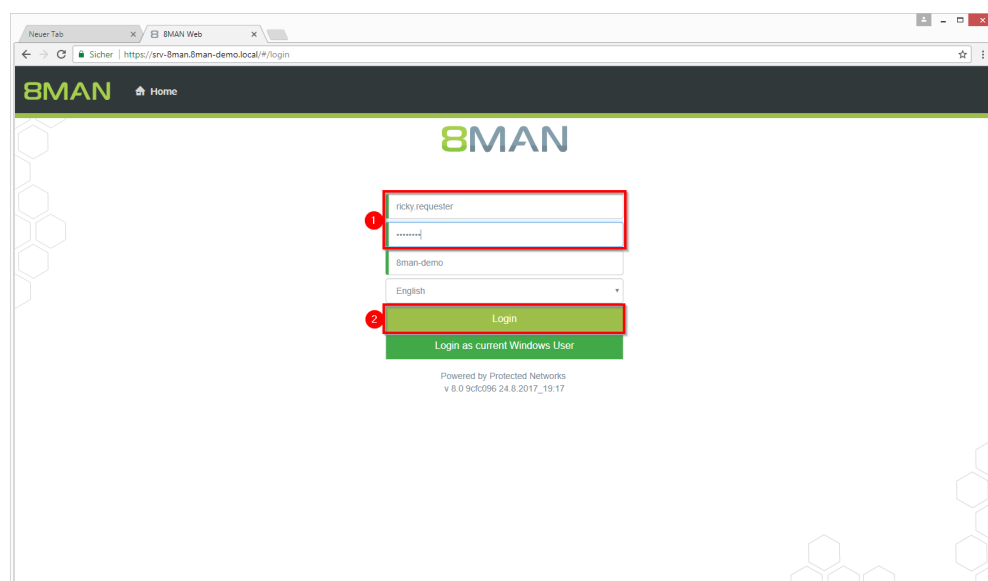 Neuer Tab
8MAN Web
Sicher | https://srv-8man.8man-demo.local/#/login
8MAN Home
8MAN
ricky.requester
1
8man-demo
English
2 Login
Login as current Windows User
Powered by Protected Networks
v 8.0 9cfc096 24.8.2017_19:17